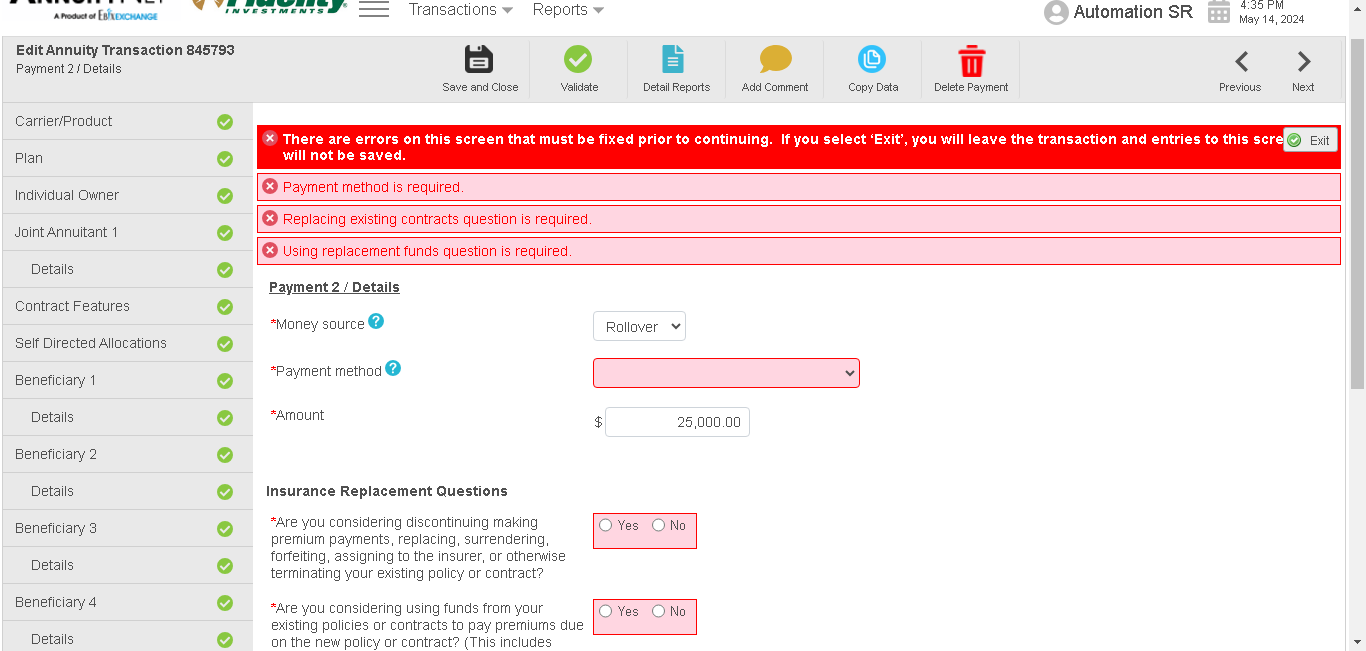 A Product of EbixExchange
Fidelity
INVESTMENTS
Transactions
Reports
Automation SR
4:35 PM
May 14, 2024
Edit Annuity Transaction 845793
Payment 2 / Details
Save and Close
Validate
Detail Reports
Add Comment
Copy Data
Delete Payment
Previous
Next
Carrier/Product
Plan
Individual Owner
Joint Annuitant 1
Details
Contract Features
Self Directed Allocations
Beneficiary 1
Details
Beneficiary 2
Details
Beneficiary 3
Details
Beneficiary 4
Details
There are errors on this screen that must be fixed prior to continuing. If you select 'Exit', you will leave the transaction and entries to this scre
will not be saved.
Exit
Payment method is required.
Replacing existing contracts question is required.
Using replacement funds question is required.
Payment 2 / Details
*Money source ?
Rollover
*Payment method ?
*Amount
$ 25,000.00
Insurance Replacement Questions
*Are you considering discontinuing making
premium payments, replacing, surrendering,
forfeiting, assigning to the insurer, or otherwise
terminating your existing policy or contract?
Yes No
*Are you considering using funds from your
existing policies or contracts to pay premiums due
on the new policy or contract? (This includes
Yes No